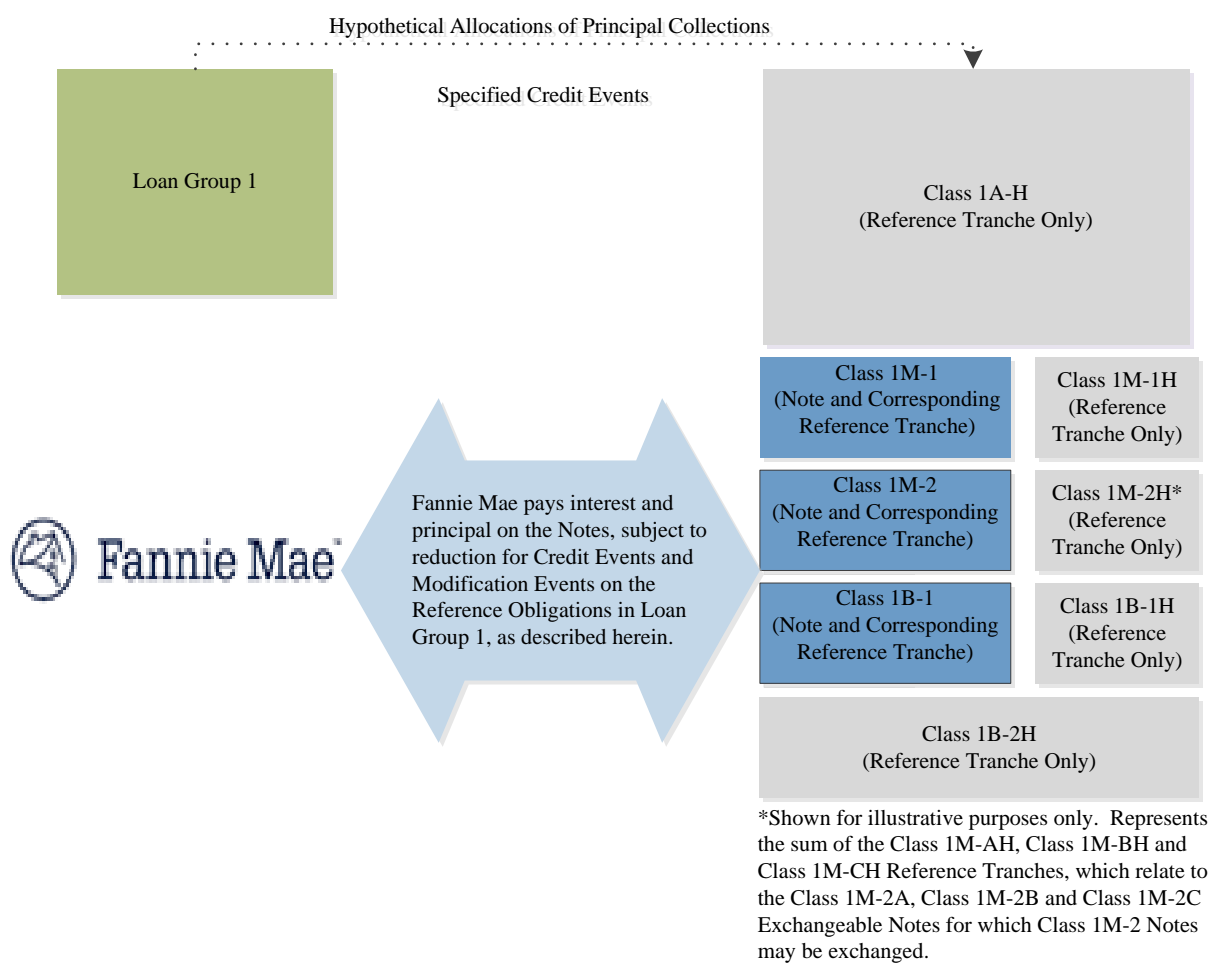 Hypothetical Allocations of Principal Collections
Specified Credit Events
Loan Group 1
Class 1A-H
(Reference Tranche Only)
Class 1M-1
(Note and Corresponding
Reference Tranche)
Class 1M-1H
(Reference
Tranche Only)
Fannie Mae pays interest and
principal on the Notes, subject to
reduction for Credit Events and
Modification Events on the
Reference Obligations in Loan
Group 1, as described herein.
Class 1M-2
(Note and Corresponding
Reference Tranche)
Class 1M-2H*
(Reference
Tranche Only)
Fannie Mae™
Class 1B-1
(Note and Corresponding
Reference Tranche)
Class 1B-1H
(Reference
Tranche Only)
Class 1B-2H
(Reference Tranche Only)
*Shown for illustrative purposes only.  Represents
the sum of the Class 1M-AH, Class 1M-BH and
Class 1M-CH Reference Tranches, which relate to
the Class 1M-2A, Class 1M-2B and Class 1M-2C
Exchangeable Notes for which Class 1M-2 Notes
may be exchanged.